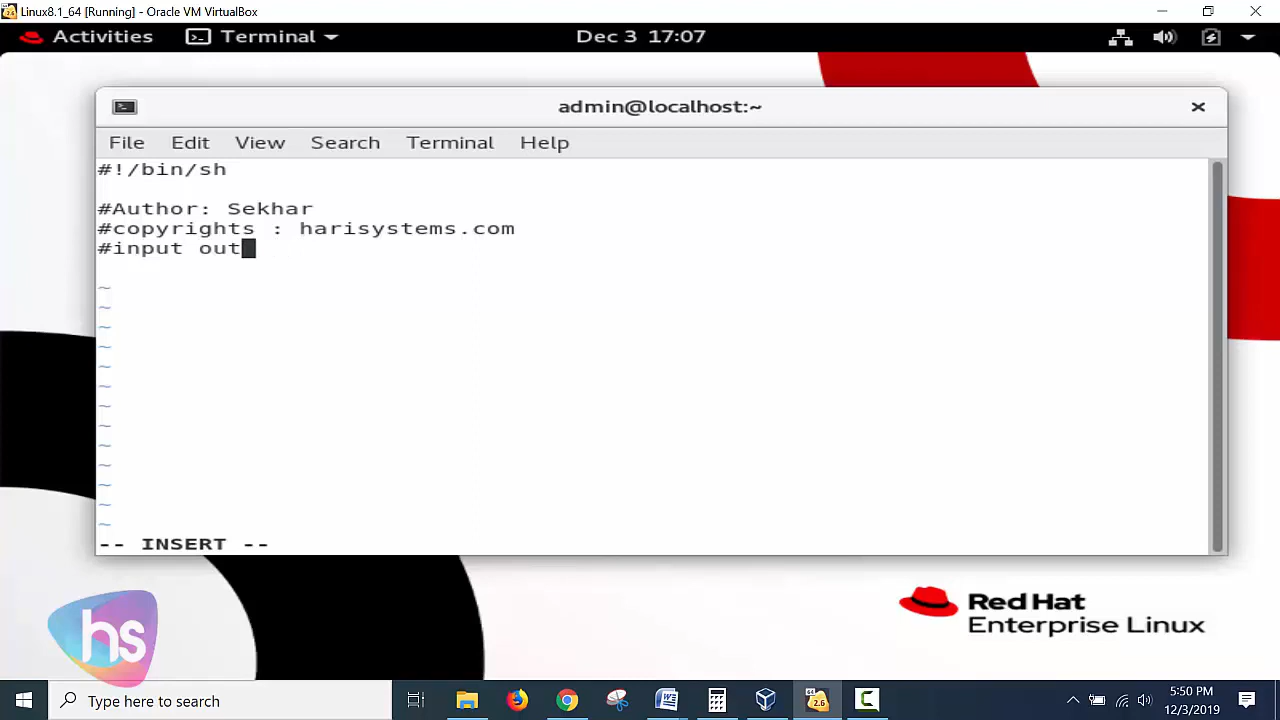 Linux8.1_64 [Running] - Oracle VM VirtualBox
Activities Terminal Dec 3 17:07
admin@localhost:~
File Edit View Search Terminal Help
#!/bin/sh
#Author: Sekhar
#copyrights : harisystems.com
#input out
~
~
~
~
~
~
~
~
~
~
~
~
~
-- INSERT --
Red Hat
Enterprise Linux
hs
Type here to search
2.6
5:50 PM
12/3/2019